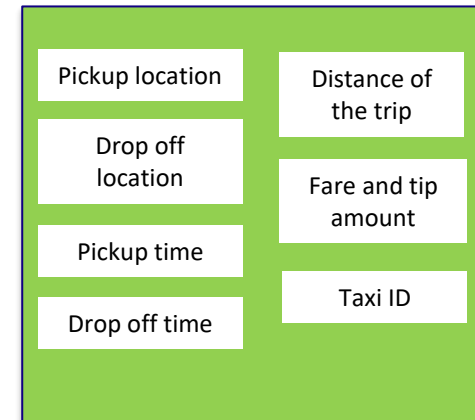 Pickup location
Drop off
location
Pickup time
Drop off time
Distance of
the trip
Fare and tip
amount
Taxi ID